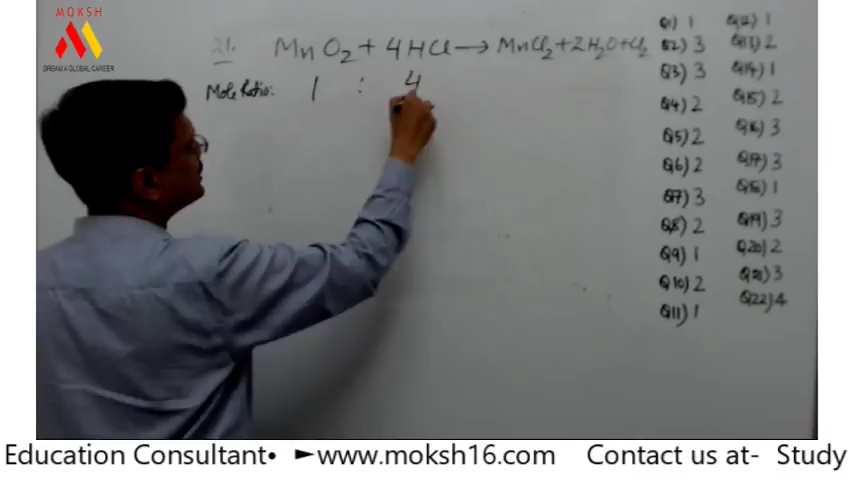 MOKSH
DREAM A GLOBAL CAREER
21. MnO2 + 4HCl → MnCl2 + 2H2O + Cl2
Mole Ratio: 1 : 4
Q1) 1
Q2) 3
Q3) 3
Q4) 2
Q5) 2
Q6) 2
Q7) 3
Q8) 2
Q9) 1
Q10) 2
Q11) 1
Q12) 1
Q13) 2
Q14) 1
Q15) 2
Q16) 3
Q17) 3
Q18) 1
Q19) 3
Q20) 2
Q21) 3
Q22) 4
Education Consultant• ►www.moksh16.com Contact us at- Study